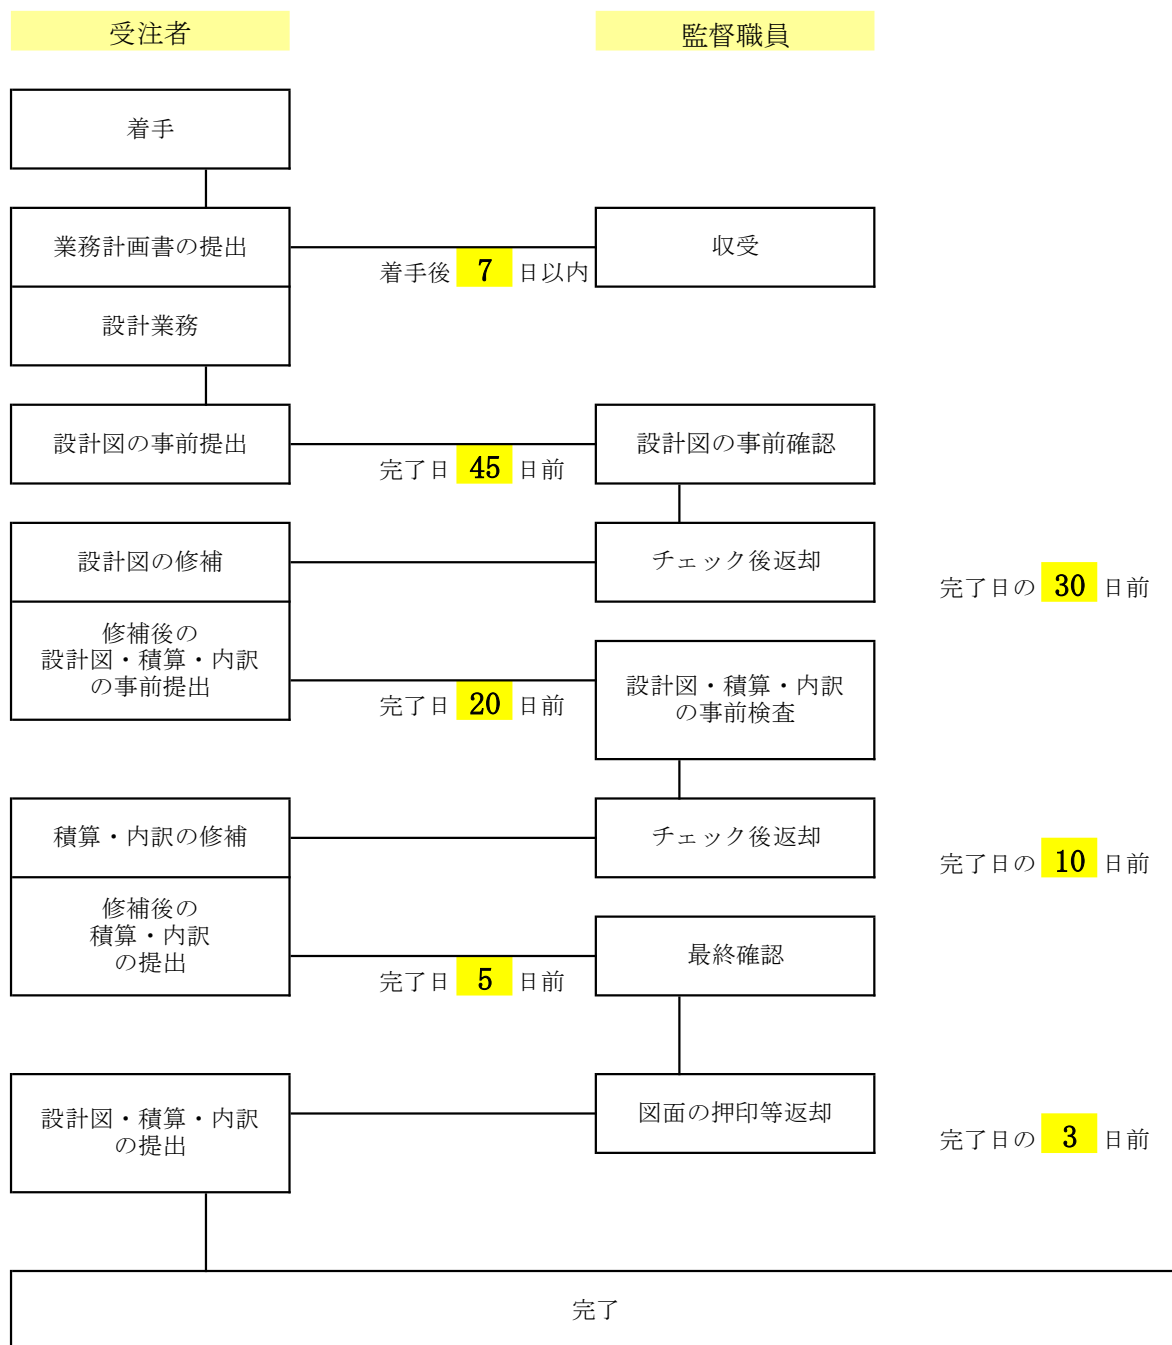 受注者
監督職員
着手
業務計画書の提出
収受
着手後 7 日以内
設計業務
設計図の事前提出
設計図の事前確認
完了日 45 日前
設計図の修補
チェック後返却
完了日の 30 日前
修補後の
設計図・積算・内訳
の事前提出
設計図・積算・内訳
の事前検査
完了日 20 日前
積算・内訳の修補
チェック後返却
完了日の 10 日前
修補後の
積算・内訳
の提出
最終確認
完了日 5 日前
設計図・積算・内訳
の提出
図面の押印等返却
完了日の 3 日前
完了